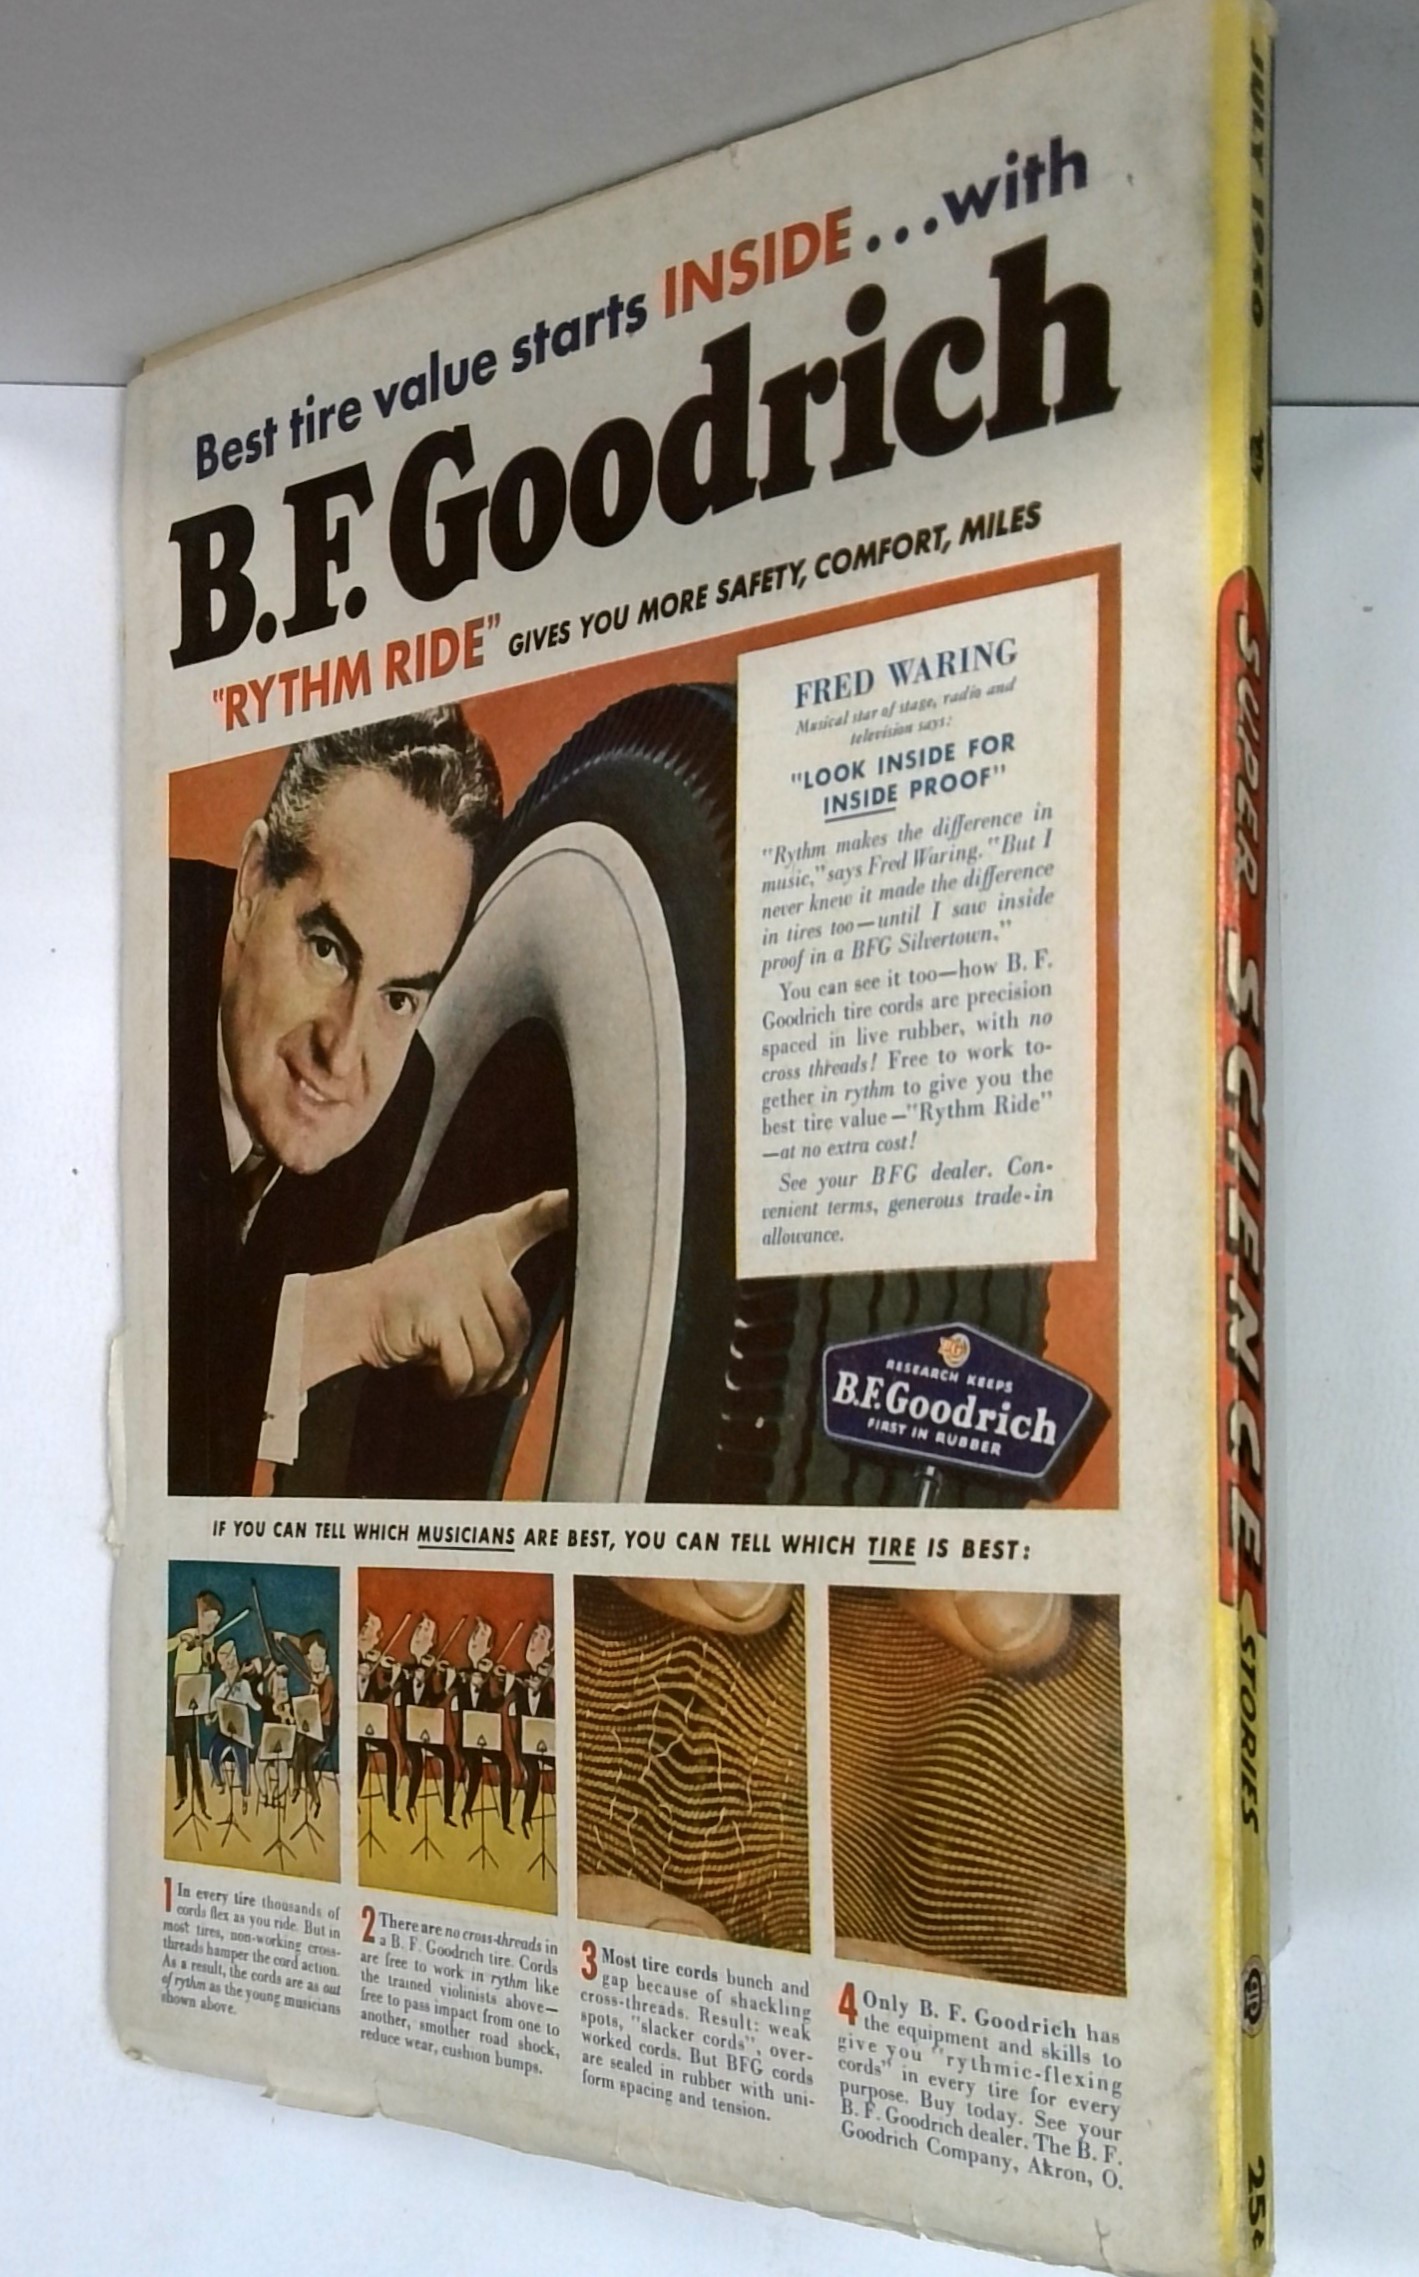 Best tire value starts INSIDE...with
B.F. Goodrich
"RYTHM RIDE" GIVES YOU MORE SAFETY, COMFORT, MILES
FRED WARING
Musical star of stage, radio and
television says:
"LOOK INSIDE FOR
INSIDE PROOF"
"Rythm makes the difference in
music," says Fred Waring. "But I
never knew it made the difference
in tires too—until I saw inside
proof in a BFG Silvertown."
You can see it too—how B. F.
Goodrich tire cords are precision
spaced in live rubber, with no
cross threads! Free to work to-
gether in rythm to give you the
best tire value—"Rythm Ride"
—at no extra cost!
See your BFG dealer. Con-
venient terms, generous trade-in
allowance.
RESEARCH KEEPS
B.F. Goodrich
FIRST IN RUBBER
IF YOU CAN TELL WHICH MUSICIANS ARE BEST, YOU CAN TELL WHICH TIRE IS BEST:
1 In every tire thousands of
cords flex as you ride. But in
most tires, non-working cross-
threads hamper the cord action.
As a result, the cords are as out
of rythm as the young musicians
shown above.
2 There are no cross-threads in
a B. F. Goodrich tire. Cords
are free to work in rythm like
the trained violinists above—
free to pass impact from one to
another, smother road shock,
reduce wear, cushion bumps.
3 Most tire cords bunch and
gap because of shackling
cross-threads. Result: weak
spots, "slacker cords", over-
worked cords. But BFG cords
are sealed in rubber with uni-
form spacing and tension.
4 Only B. F. Goodrich has
the equipment and skills to
give you "rythmic-flexing
cords" in every tire for every
purpose. Buy today. See your
B. F. Goodrich dealer. The B. F.
Goodrich Company, Akron, O.
JULY 1950 SUPER SCIENCE STORIES 25¢